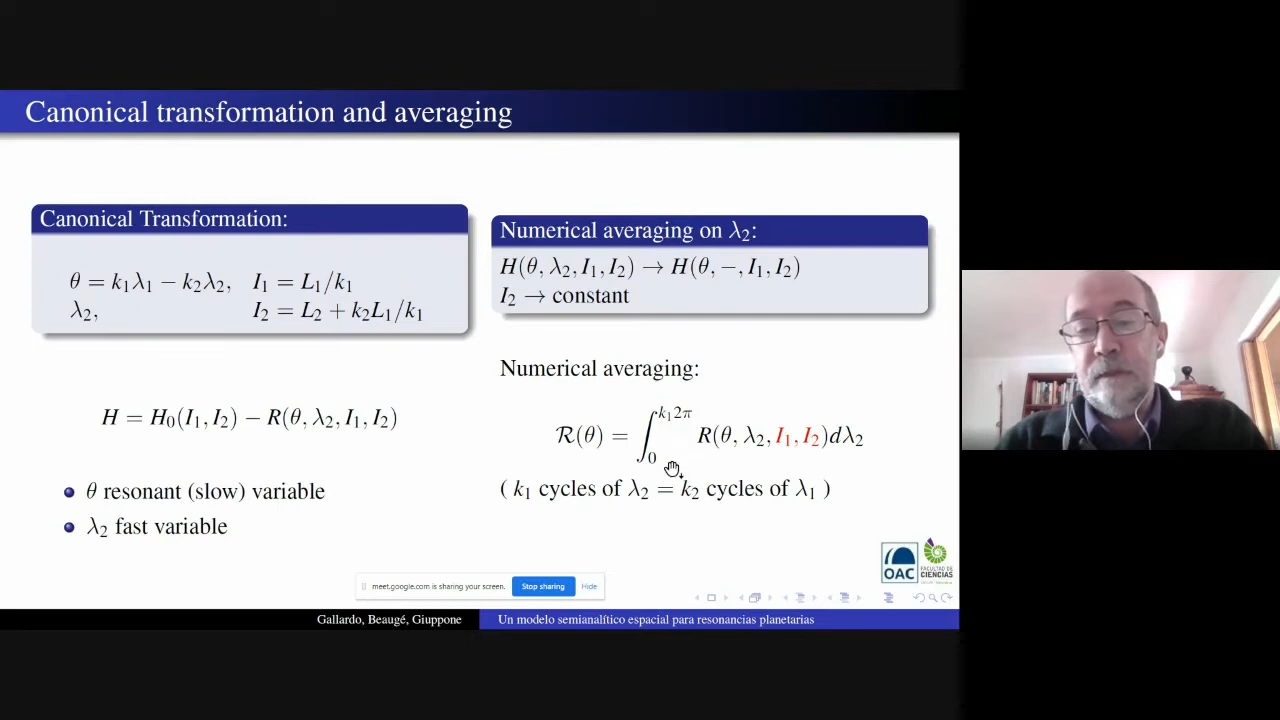 Canonical transformation and averaging
Canonical Transformation:
θ = k₁λ₁ − k₂λ₂, I₁ = L₁/k₁
λ₂, I₂ = L₂ + k₂L₁/k₁
H = H₀(I₁, I₂) − R(θ, λ₂, I₁, I₂)
θ resonant (slow) variable
λ₂ fast variable
Numerical averaging on λ₂:
H(θ, λ₂, I₁, I₂) → H(θ, −, I₁, I₂)
I₂ → constant
Numerical averaging:
ℛ(θ) = ∫₀^{k₁2π} R(θ, λ₂, I₁, I₂)dλ₂
( k₁ cycles of λ₂ = k₂ cycles of λ₁ )
OAC
FACULTAD DE
CIENCIAS
meet.google.com is sharing your screen.
Stop sharing
Hide
Gallardo, Beaugé, Giuppone
Un modelo semianalítico espacial para resonancias planetarias